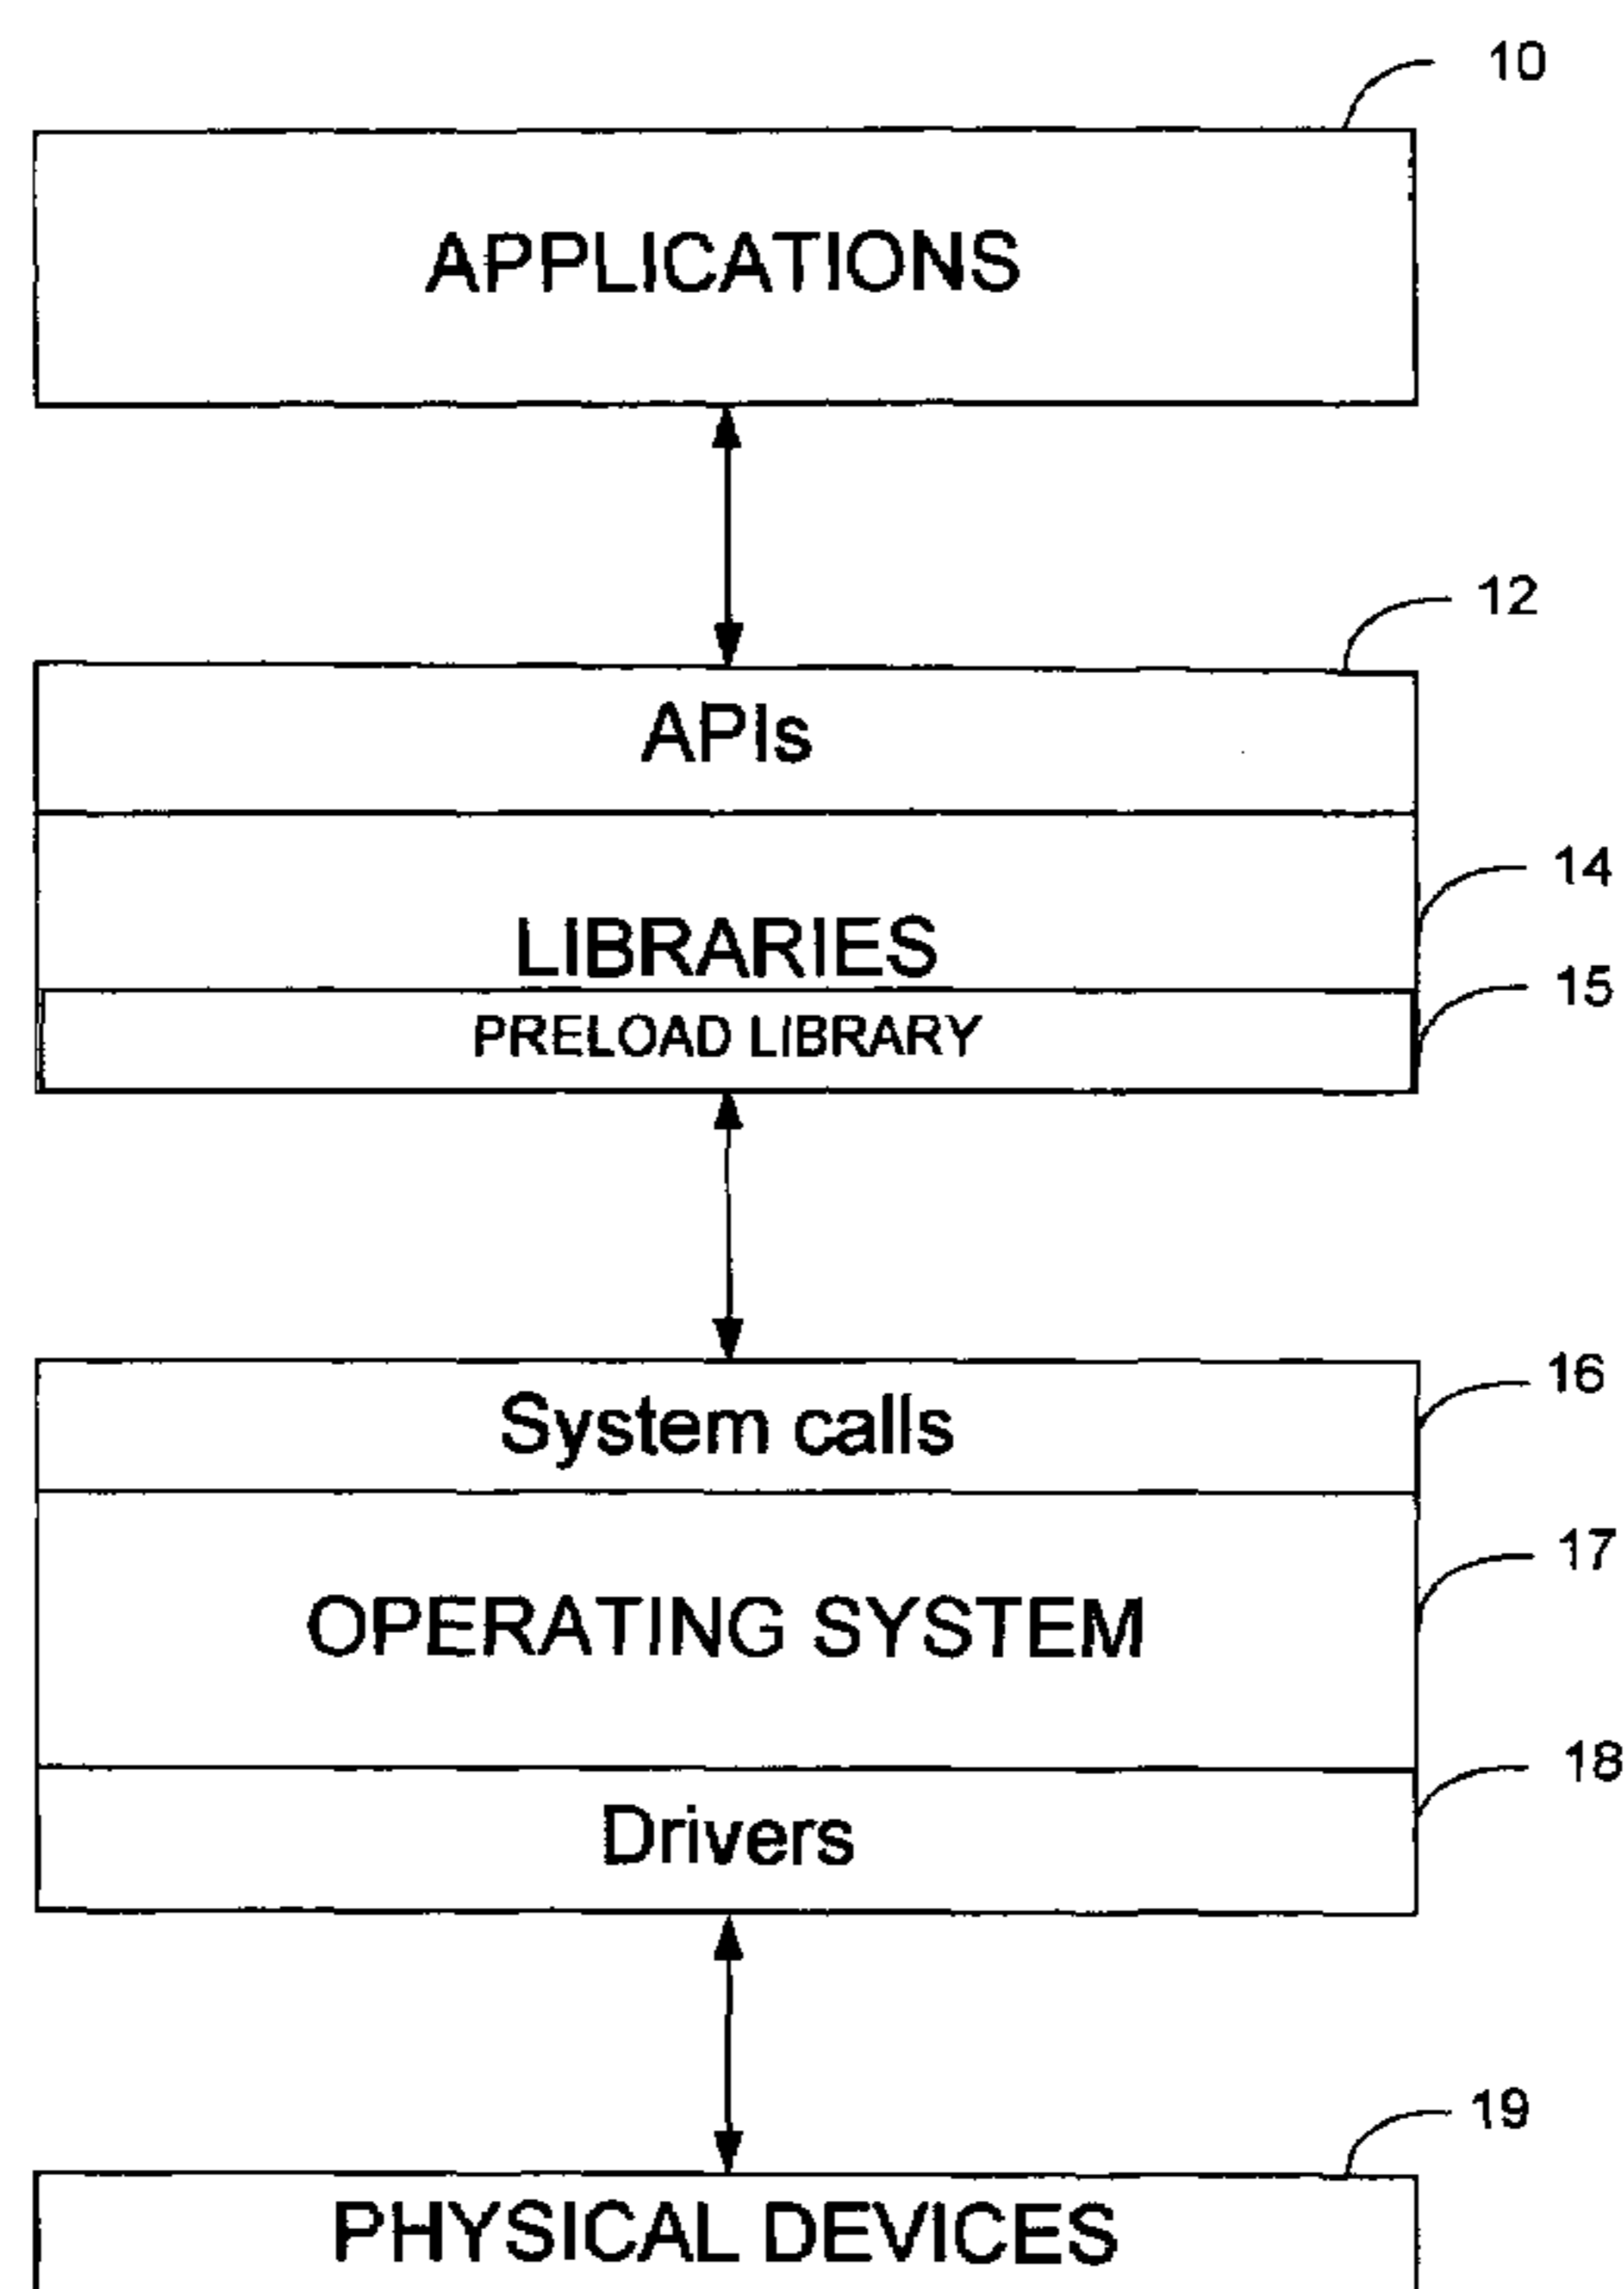 10
APPLICATIONS
12
APIs
14
LIBRARIES
15
PRELOAD LIBRARY
16
System calls
17
OPERATING SYSTEM
18
Drivers
19
PHYSICAL DEVICES